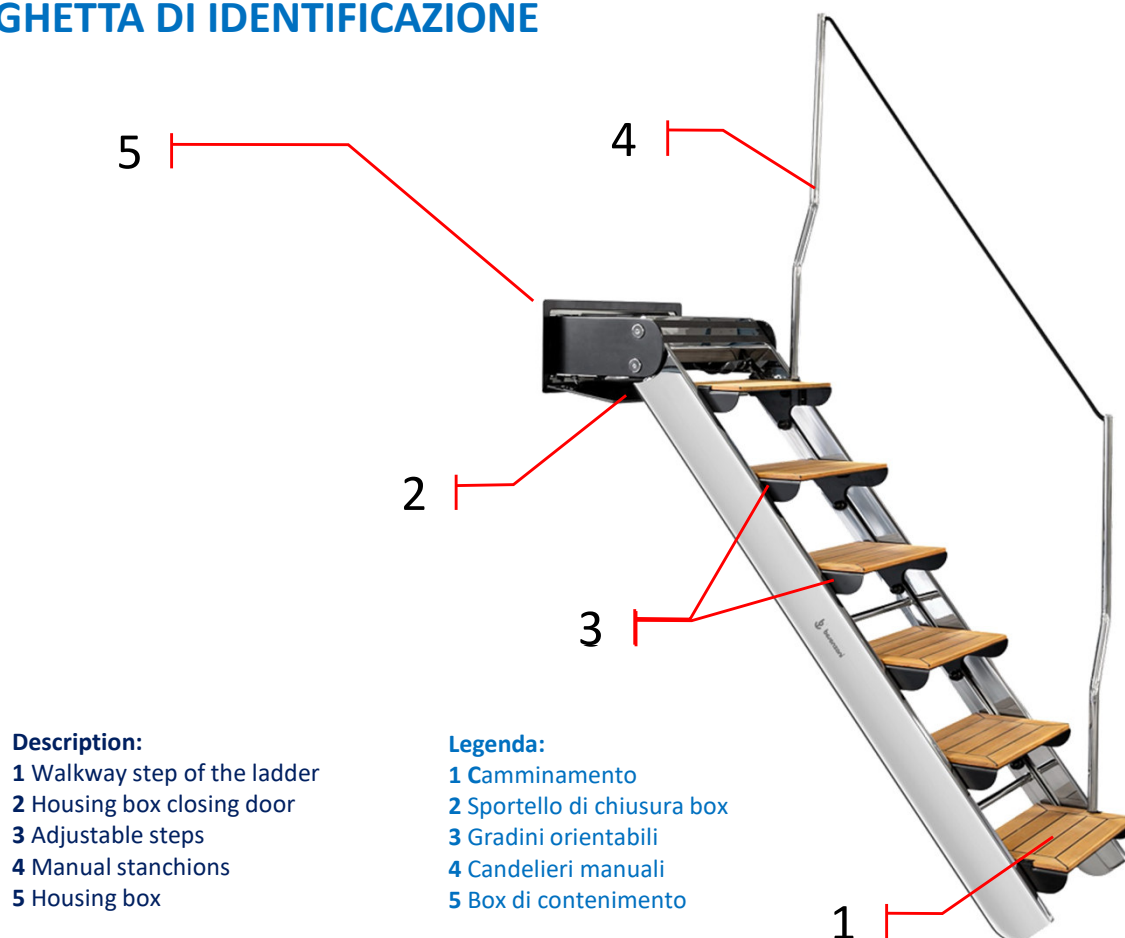 GHETTA DI IDENTIFICAZIONE
5
4
2
3
1
besenzoni
Description:
1 Walkway step of the ladder
2 Housing box closing door
3 Adjustable steps
4 Manual stanchions
5 Housing box
Legenda:
1 Camminamento
2 Sportello di chiusura box
3 Gradini orientabili
4 Candelieri manuali
5 Box di contenimento